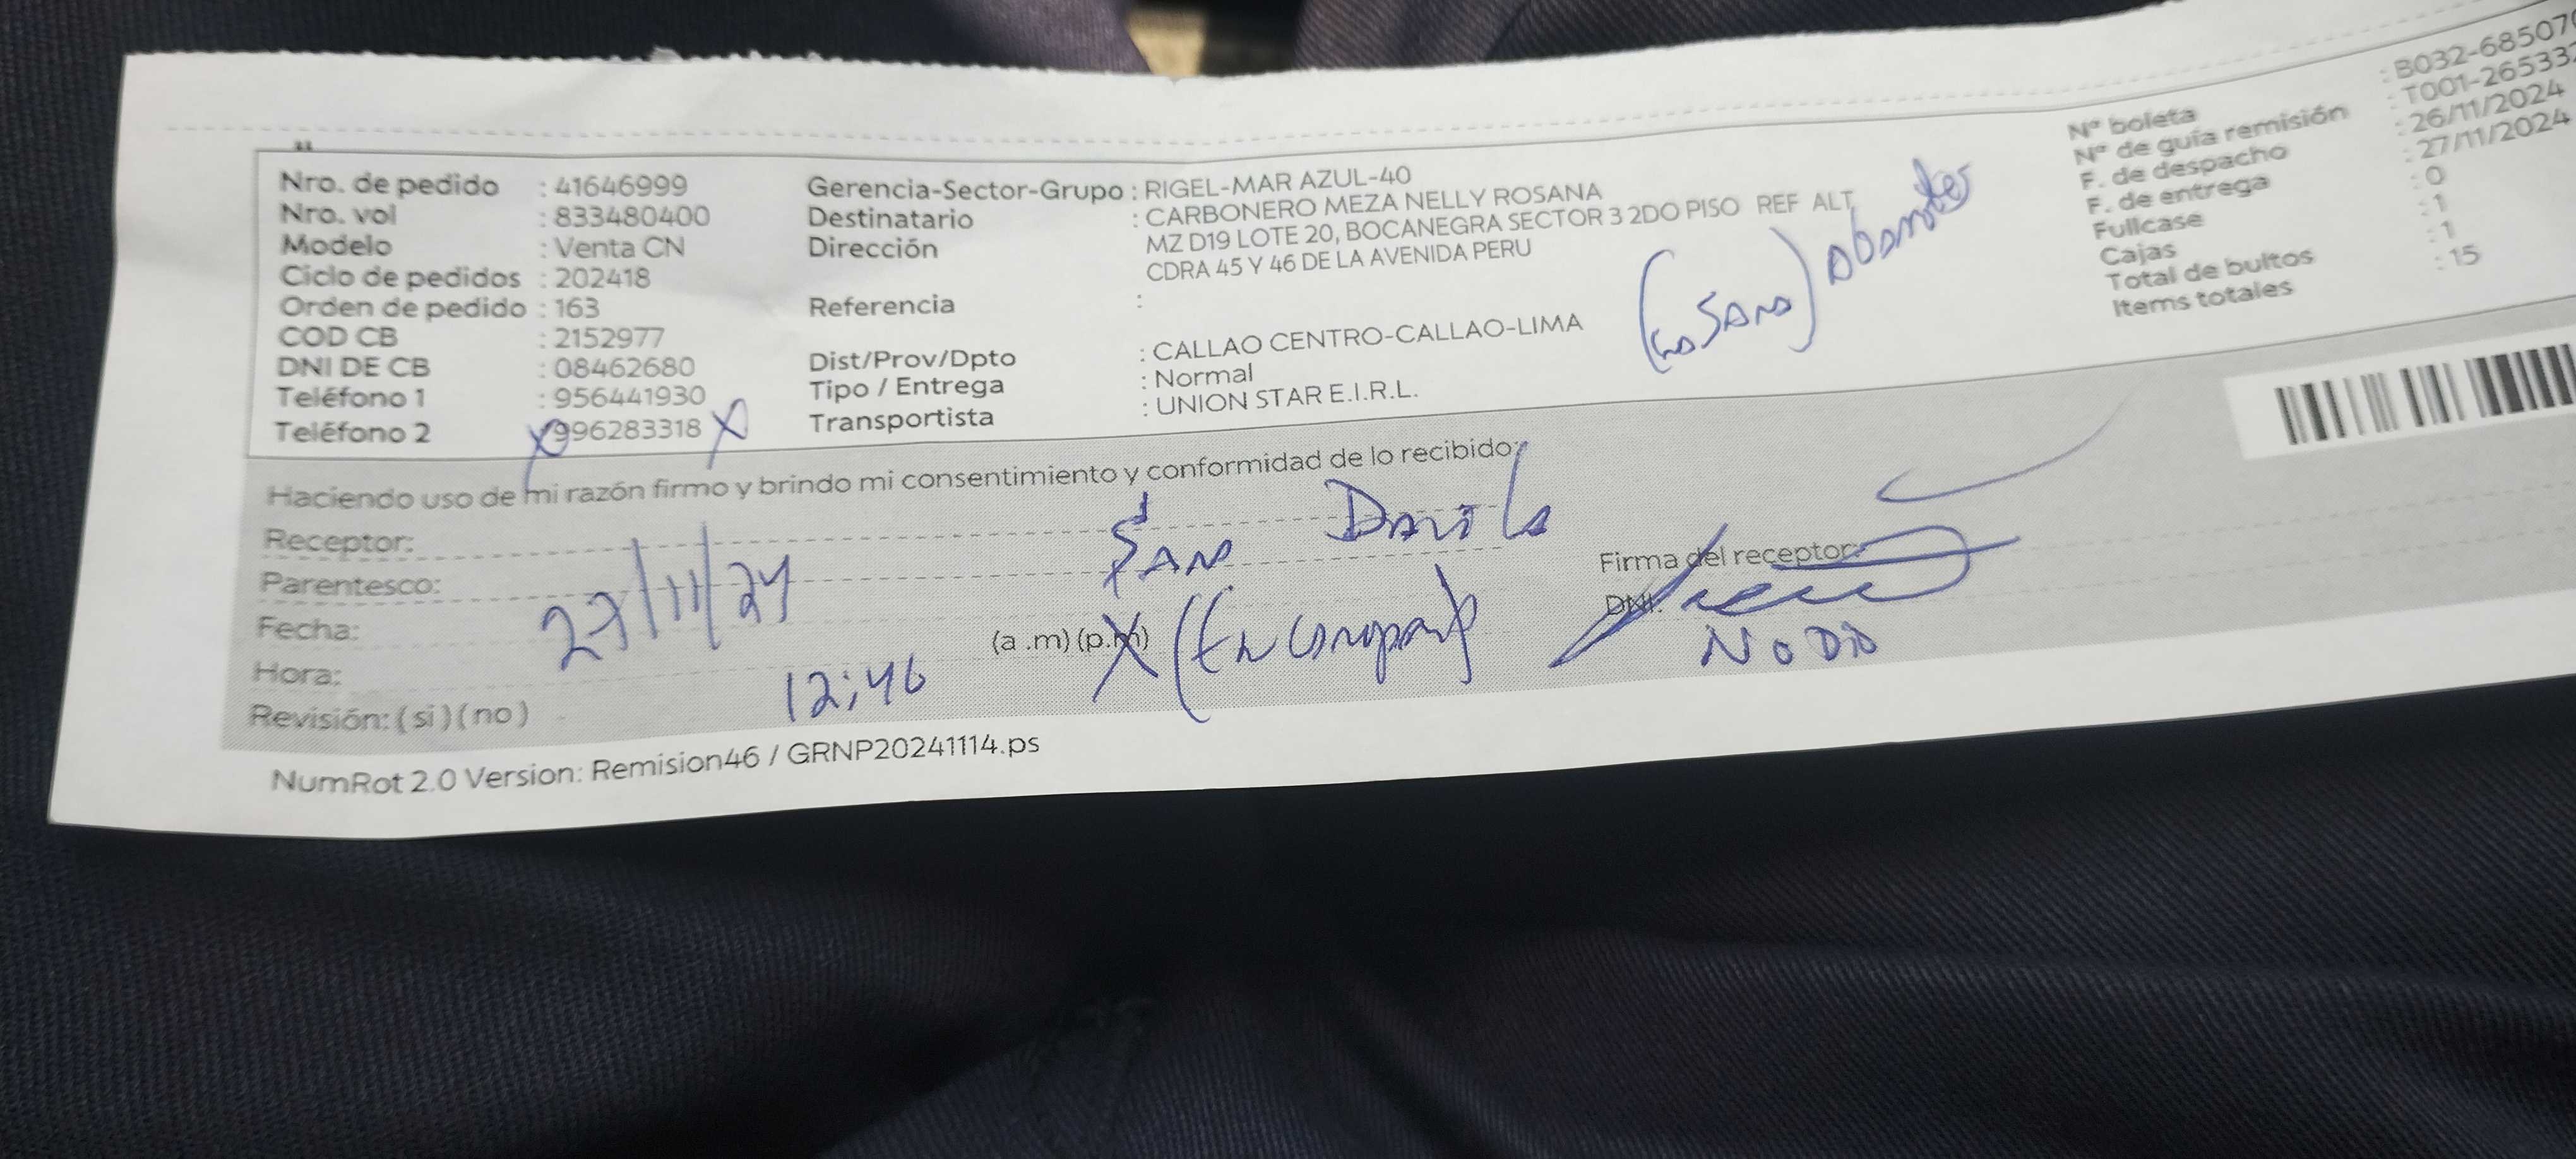 Nro. de pedido : 41646999
Nro. vol : 833480400
Modelo : Venta CN
Ciclo de pedidos : 202418
Orden de pedido : 163
COD CB : 2152977
DNI DE CB : 08462680
Teléfono 1 : 956441930
Teléfono 2 996283318
Gerencia-Sector-Grupo : RIGEL-MAR AZUL-40
Destinatario : CARBONERO MEZA NELLY ROSANA
Dirección MZ D19 LOTE 20, BOCANEGRA SECTOR 3 2DO PISO REF ALT
CDRA 45 Y 46 DE LA AVENIDA PERU
Referencia :
Dist/Prov/Dpto : CALLAO CENTRO-CALLAO-LIMA
Tipo / Entrega : Normal
Transportista : UNION STAR E.I.R.L.
Abarrotes
Nº boleta : B032-68507
Nº de guía remisión : T001-26533
F. de despacho : 26/11/2024
F. de entrega : 27/11/2024
Fullcase : 0
Cajas : 1
Total de bultos : 1
Items totales : 15
Haciendo uso de mi razón firmo y brindo mi consentimiento y conformidad de lo recibido:
Receptor: Davila
Parentesco:
Fecha: 27/11/24
Hora: 12:46 (a .m) (p.m)
Revisión: ( si ) ( no )
Firma del receptor:
DNI:
NO DIO
NumRot 2.0 Version: Remision46 / GRNP20241114.ps